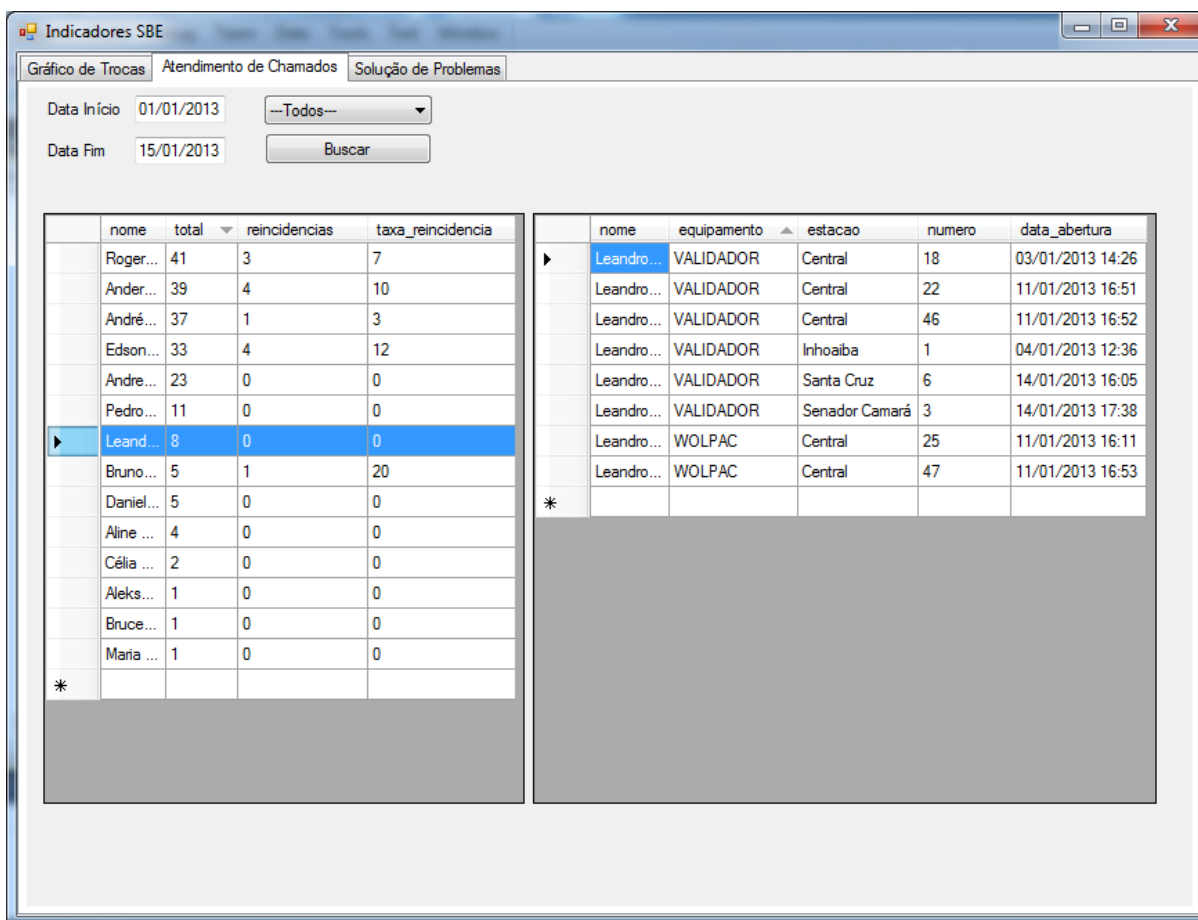 Indicadores SBE
Gráfico de Trocas Atendimento de Chamados Solução de Problemas
Data Início 01/01/2013 ---Todos---
Data Fim 15/01/2013 Buscar
nome total reincidencias taxa_reincidencia
Roger... 41 3 7
Ander... 39 4 10
André... 37 1 3
Edson... 33 4 12
Andre... 23 0 0
Pedro... 11 0 0
Leand... 8 0 0
Bruno... 5 1 20
Daniel... 5 0 0
Aline ... 4 0 0
Célia ... 2 0 0
Aleks... 1 0 0
Bruce... 1 0 0
Maria ... 1 0 0
nome equipamento estacao numero data_abertura
Leandro... VALIDADOR Central 18 03/01/2013 14:26
Leandro... VALIDADOR Central 22 11/01/2013 16:51
Leandro... VALIDADOR Central 46 11/01/2013 16:52
Leandro... VALIDADOR Inhoaiba 1 04/01/2013 12:36
Leandro... VALIDADOR Santa Cruz 6 14/01/2013 16:05
Leandro... VALIDADOR Senador Camará 3 14/01/2013 17:38
Leandro... WOLPAC Central 25 11/01/2013 16:11
Leandro... WOLPAC Central 47 11/01/2013 16:53